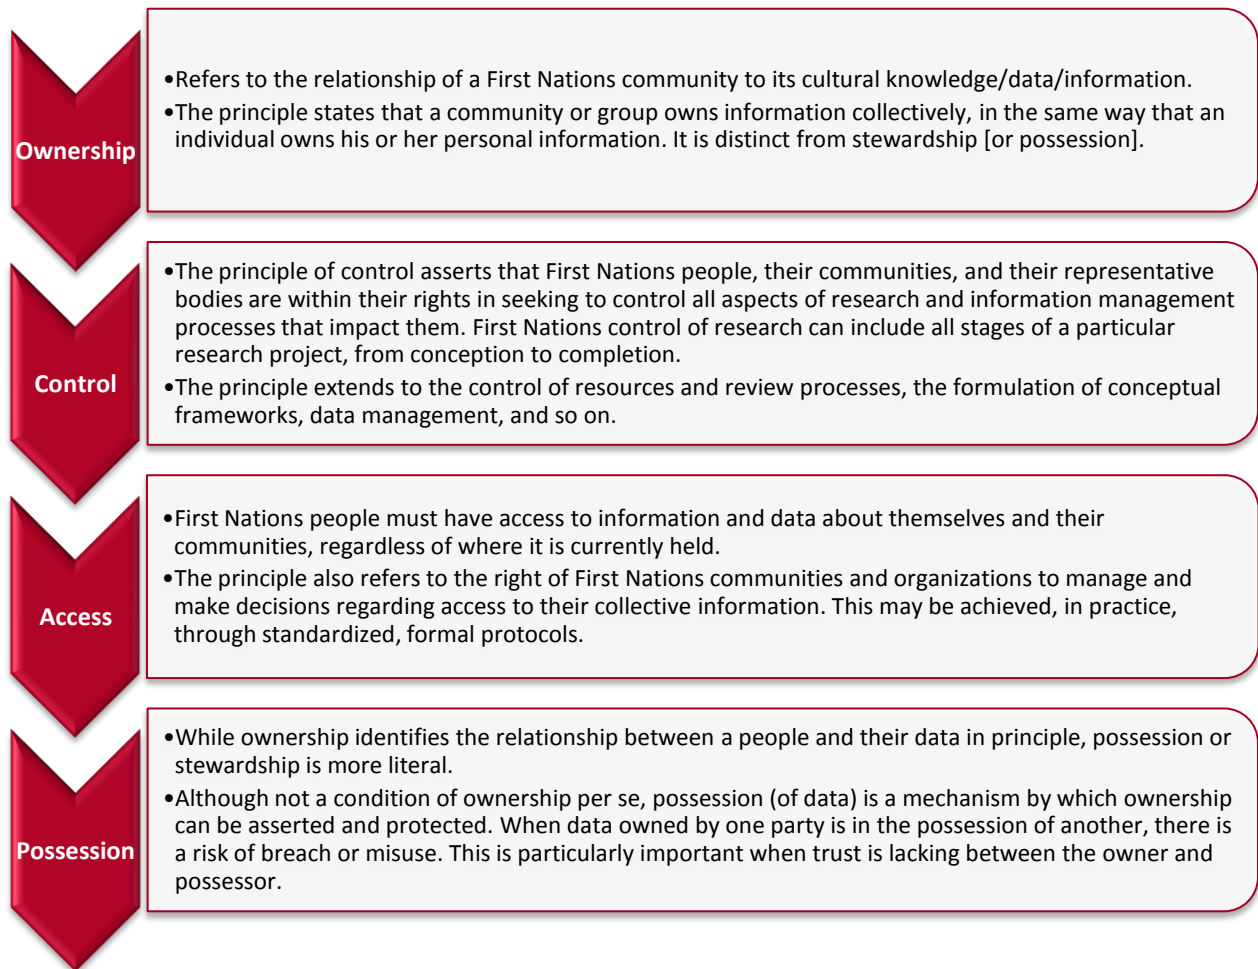 Ownership
•Refers to the relationship of a First Nations community to its cultural knowledge/data/information.
•The principle states that a community or group owns information collectively, in the same way that an
individual owns his or her personal information. It is distinct from stewardship [or possession].
Control
•The principle of control asserts that First Nations people, their communities, and their representative
bodies are within their rights in seeking to control all aspects of research and information management
processes that impact them. First Nations control of research can include all stages of a particular
research project, from conception to completion.
•The principle extends to the control of resources and review processes, the formulation of conceptual
frameworks, data management, and so on.
Access
•First Nations people must have access to information and data about themselves and their
communities, regardless of where it is currently held.
•The principle also refers to the right of First Nations communities and organizations to manage and
make decisions regarding access to their collective information. This may be achieved, in practice,
through standardized, formal protocols.
Possession
•While ownership identifies the relationship between a people and their data in principle, possession or
stewardship is more literal.
•Although not a condition of ownership per se, possession (of data) is a mechanism by which ownership
can be asserted and protected. When data owned by one party is in the possession of another, there is
a risk of breach or misuse. This is particularly important when trust is lacking between the owner and
possessor.